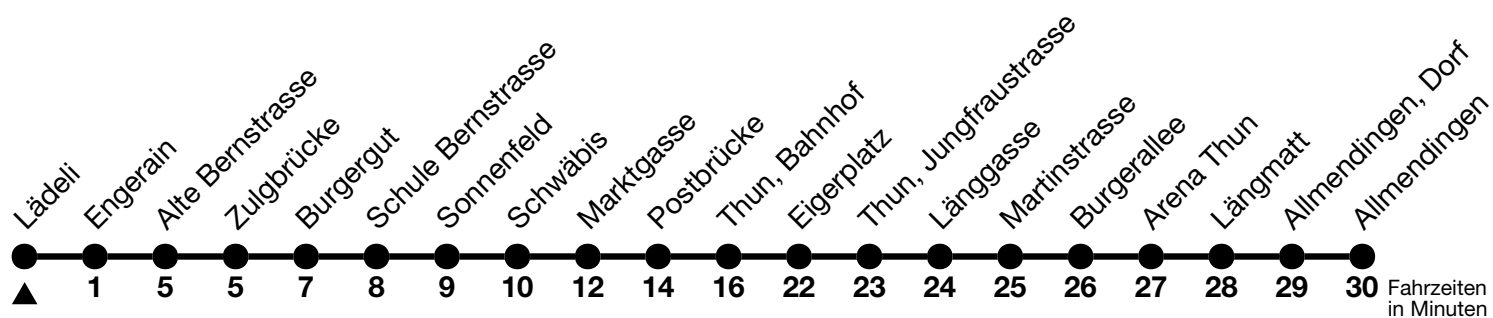 Lädeli
Engerain
Alte Bernstrasse
Zulgbrücke
Burgergut
Schule Bernstrasse
Sonnenfeld
Schwäbis
Marktgasse
Postbrücke
Thun, Bahnhof
Eigerplatz
Thun, Jungfraustrasse
Länggasse
Martinstrasse
Burgerallee
Arena Thun
Längmatt
Allmendingen, Dorf
Allmendingen
1 5 5 7 8 9 10 12 14 16 22 23 24 25 26 27 28 29 30
Fahrzeiten
in Minuten